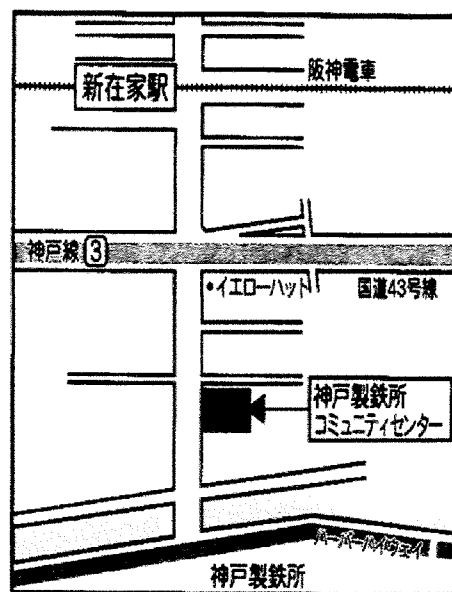 阪神電車
新在家駅
神戸線 3
•イエローハット
国道43号線
神戸製鉄所
コミュニティセンター
ハーバーハイウェイ
神戸製鉄所